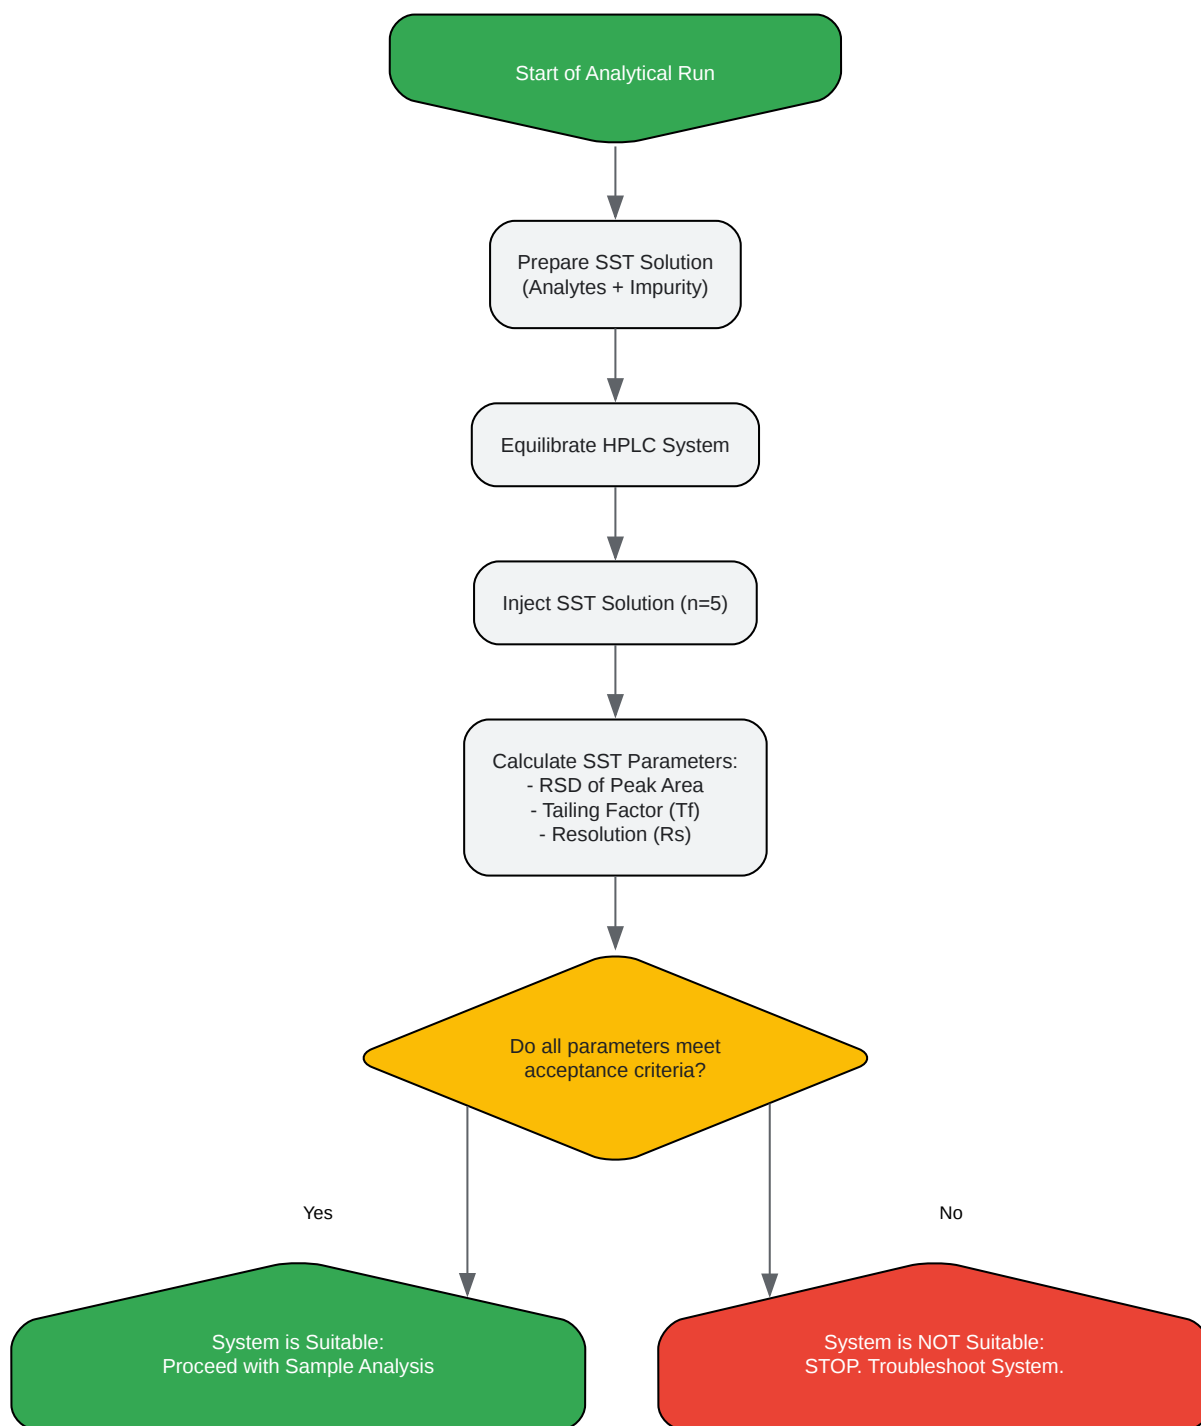 Start of Analytical Run
Prepare SST Solution
(Analytes + Impurity)
Equilibrate HPLC System
Inject SST Solution (n=5)
Calculate SST Parameters:
- RSD of Peak Area
- Tailing Factor (Tf)
- Resolution (Rs)
Do all parameters meet
acceptance criteria?
Yes
No
System is Suitable:
Proceed with Sample Analysis
System is NOT Suitable:
STOP. Troubleshoot System.